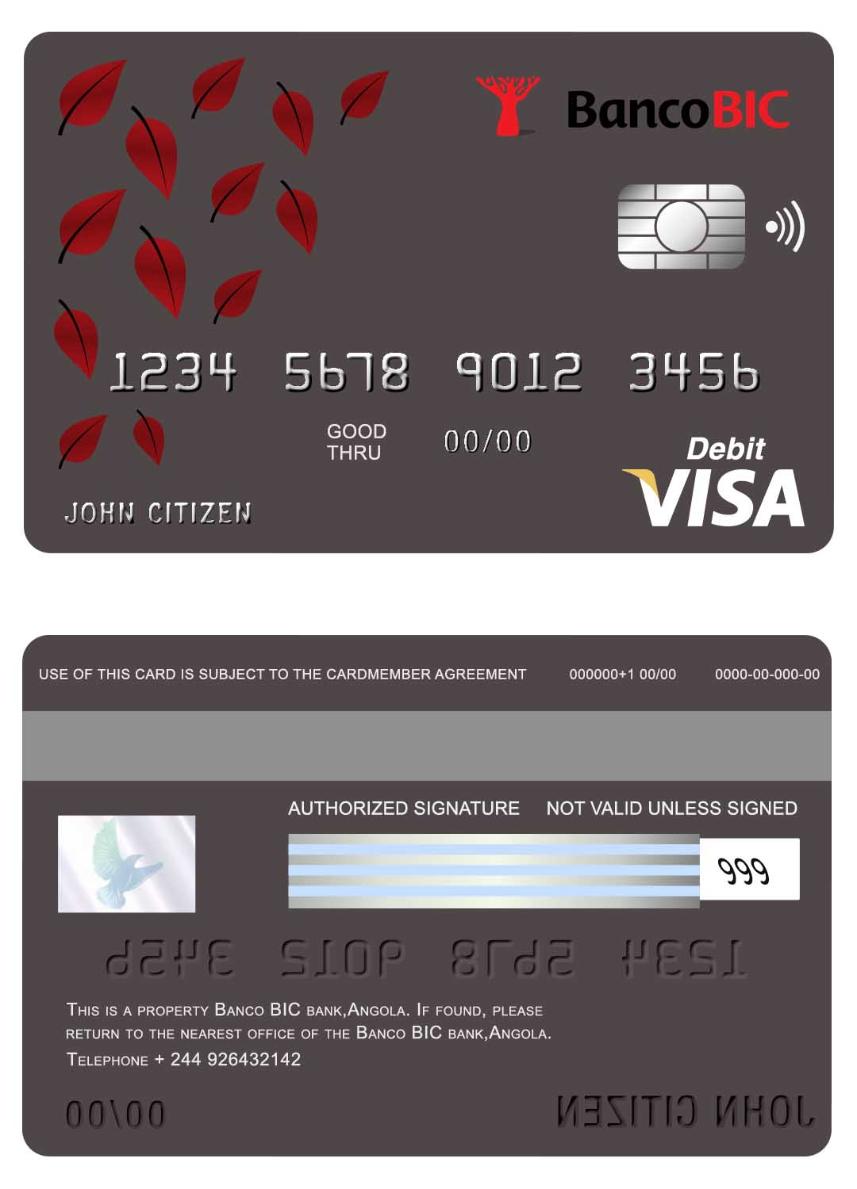 BancoBIC
1234 5678 9012 3456
GOOD
THRU
00/00
Debit
VISA
JOHN CITIZEN
USE OF THIS CARD IS SUBJECT TO THE CARDMEMBER AGREEMENT 000000+1 00/00 0000-00-000-00
AUTHORIZED SIGNATURE NOT VALID UNLESS SIGNED
999
1234 5678 9012 3456
THIS IS A PROPERTY BANCO BIC BANK,ANGOLA. IF FOUND, PLEASE
RETURN TO THE NEAREST OFFICE OF THE BANCO BIC BANK,ANGOLA.
TELEPHONE + 244 926432142
00/00
JOHN CITIZEN